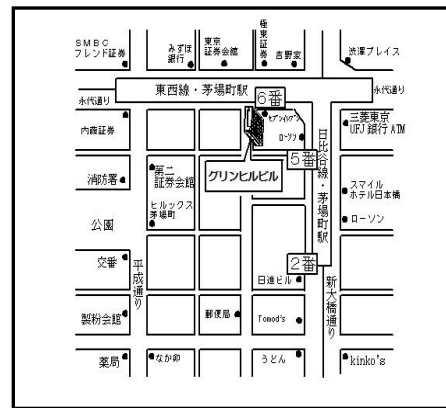 SMBC
フレンド証券
みずほ
銀行
東京
証券会館
極東証券
吉野家
渋澤プレイス
東西線・茅場町駅
永代通り
永代通り
6番
内藤証券
セブンイレブン
ローソン
三菱東京
UFJ銀行ATM
日比谷線・茅場町駅
5番
消防署
第二
証券会館
グリンヒルビル
スマイル
ホテル日本橋
ヒルックス
茅場町
ローソン
公園
交番
平成通り
2番
日進ビル
新大橋通り
製粉会館
郵便局
Tomod's
薬局
なか卯
うどん
kinko's